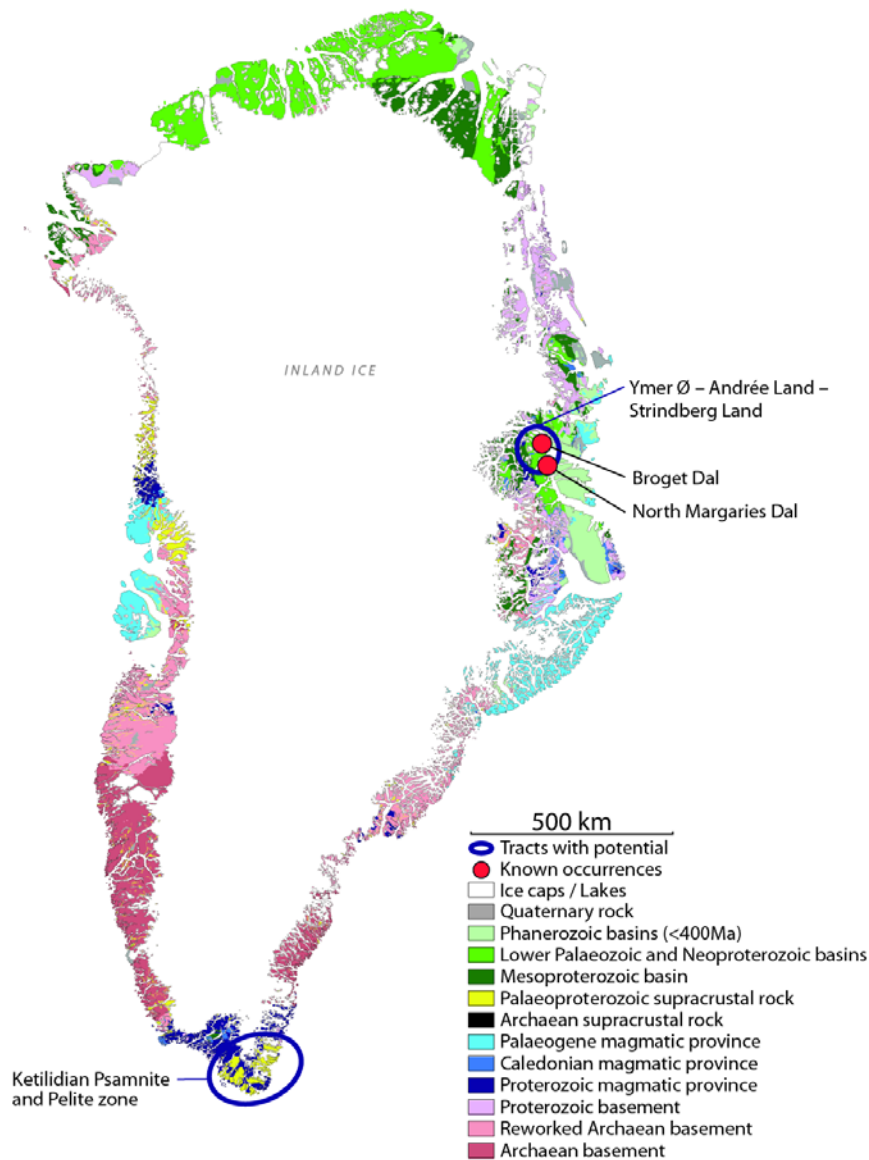 INLAND ICE
Ymer Ø – Andrée Land –
Strindberg Land
Broget Dal
North Margaries Dal
500 km
Tracts with potential
Known occurrences
Ice caps / Lakes
Quaternary rock
Phanerozoic basins (<400Ma)
Lower Palaeozoic and Neoproterozoic basins
Mesoproterozoic basin
Palaeoproterozoic supracrustal rock
Archaean supracrustal rock
Palaeogene magmatic province
Caledonian magmatic province
Proterozoic magmatic province
Proterozoic basement
Reworked Archaean basement
Archaean basement
Ketilidian Psamnite
and Pelite zone